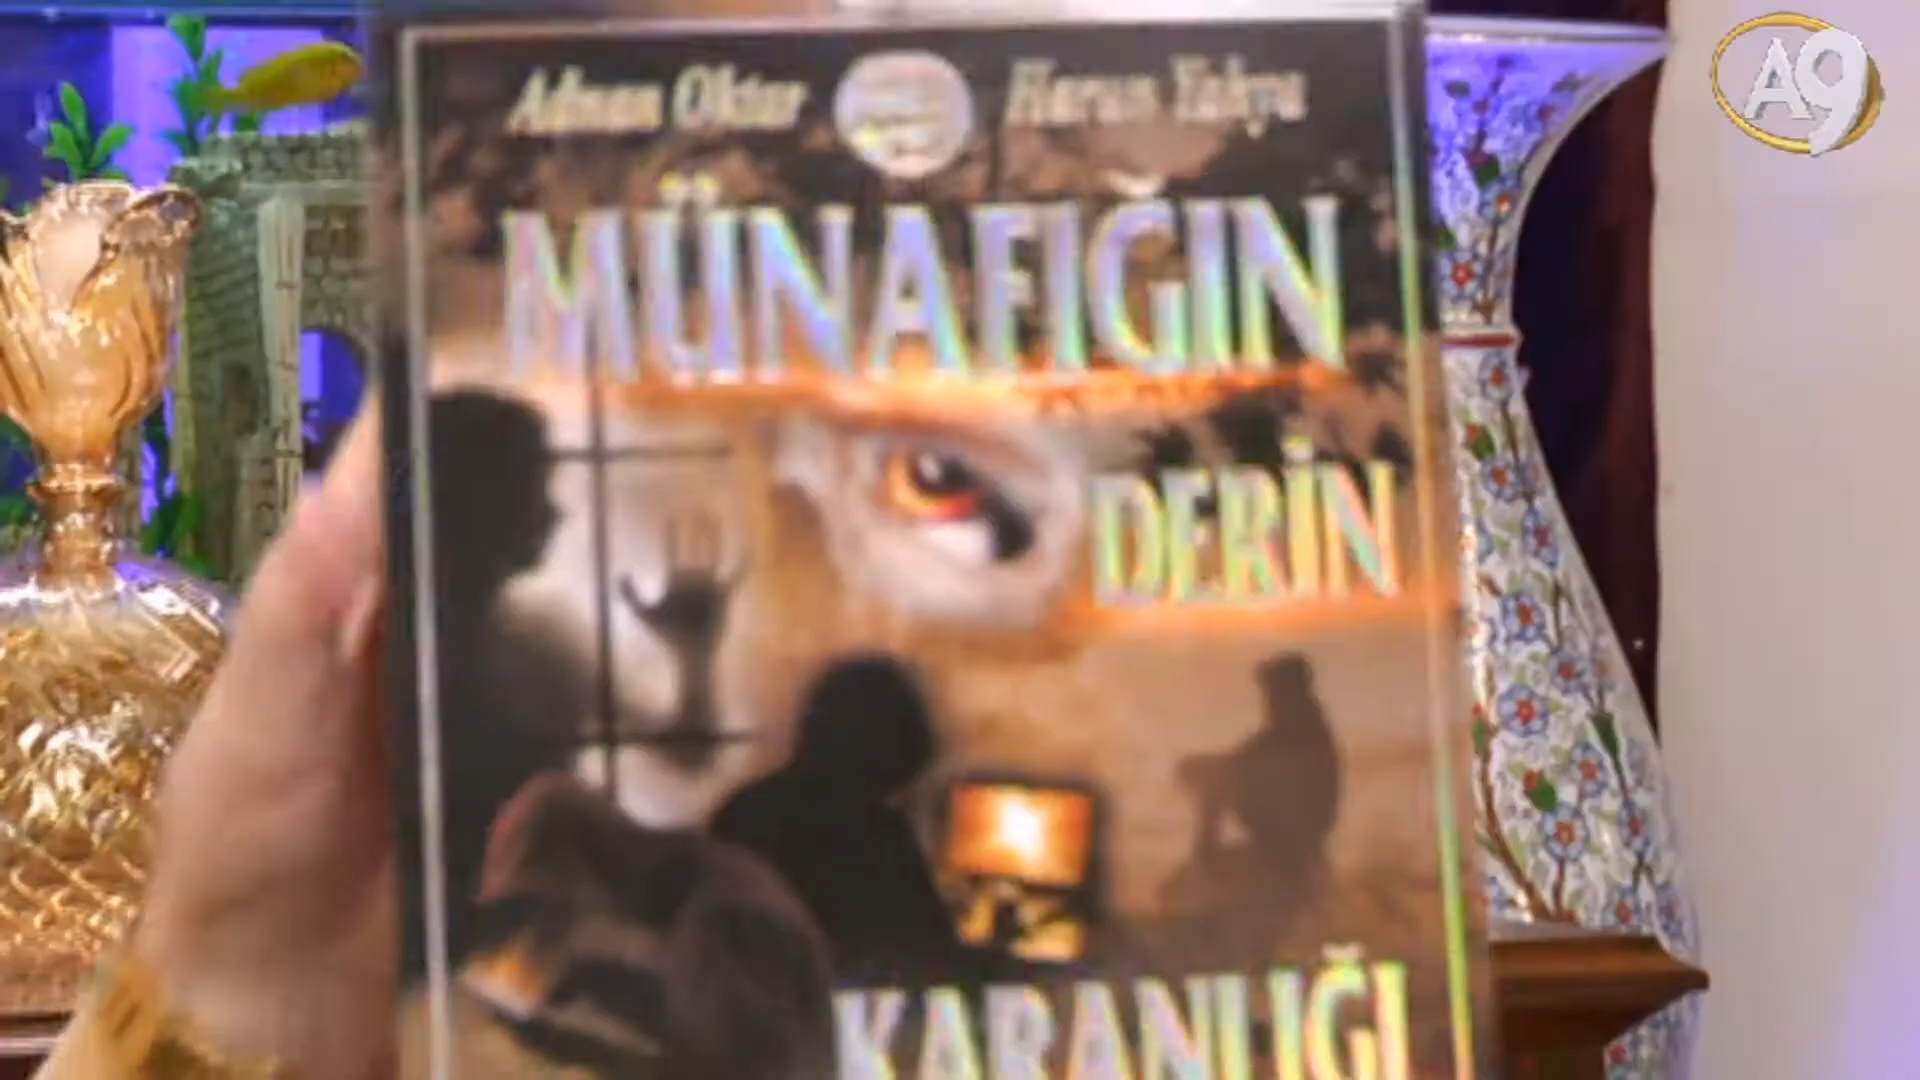 Adnan Oktar Harun Yahya
MÜNAFIĞIN
DERİN
KARANLIĞI
A9